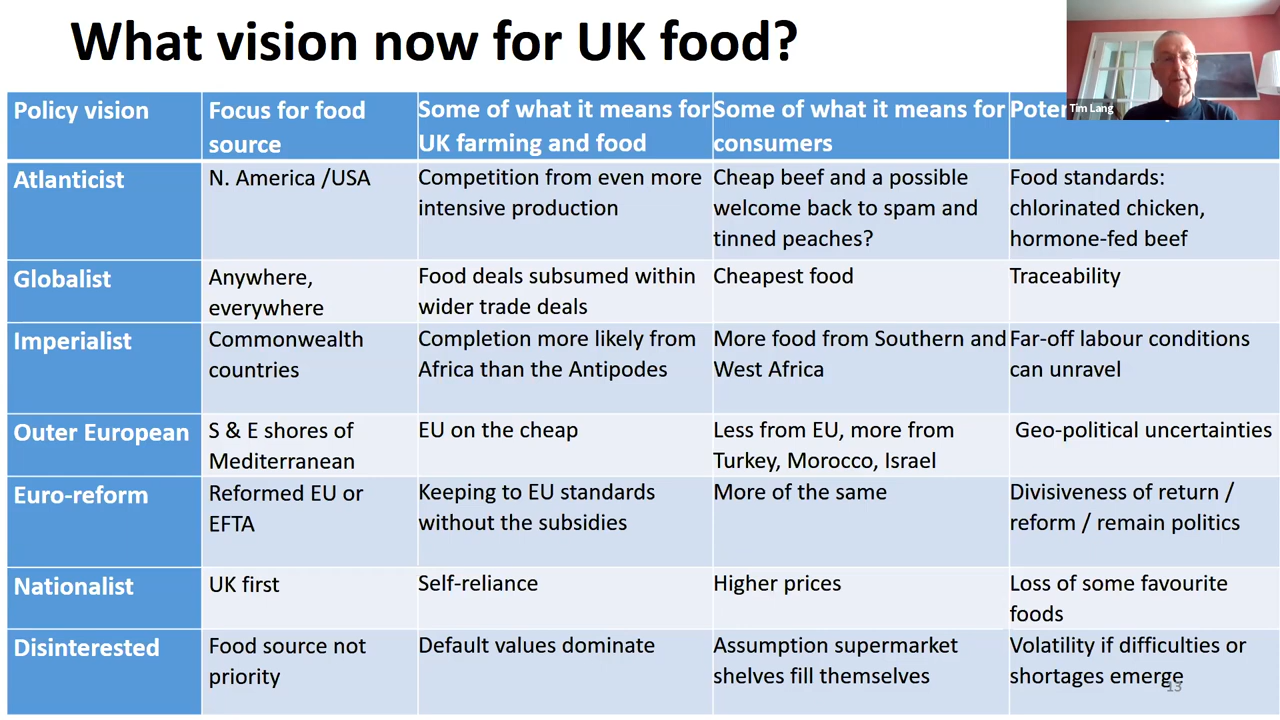 What vision now for UK food?
Tim Lang
Policy vision
Focus for food
source
Some of what it means for
UK farming and food
Some of what it means for
consumers
Atlanticist
N. America /USA
Competition from even more
intensive production
Cheap beef and a possible
welcome back to spam and
tinned peaches?
Food standards:
chlorinated chicken,
hormone-fed beef
Globalist
Anywhere,
everywhere
Food deals subsumed within
wider trade deals
Cheapest food
Traceability
Imperialist
Commonwealth
countries
Completion more likely from
Africa than the Antipodes
More food from Southern and
West Africa
Far-off labour conditions
can unravel
Outer European
S & E shores of
Mediterranean
EU on the cheap
Less from EU, more from
Turkey, Morocco, Israel
Geo-political uncertainties
Euro-reform
Reformed EU or
EFTA
Keeping to EU standards
without the subsidies
More of the same
Divisiveness of return /
reform / remain politics
Nationalist
UK first
Self-reliance
Higher prices
Loss of some favourite
foods
Disinterested
Food source not
priority
Default values dominate
Assumption supermarket
shelves fill themselves
Volatility if difficulties or
shortages emerge
13